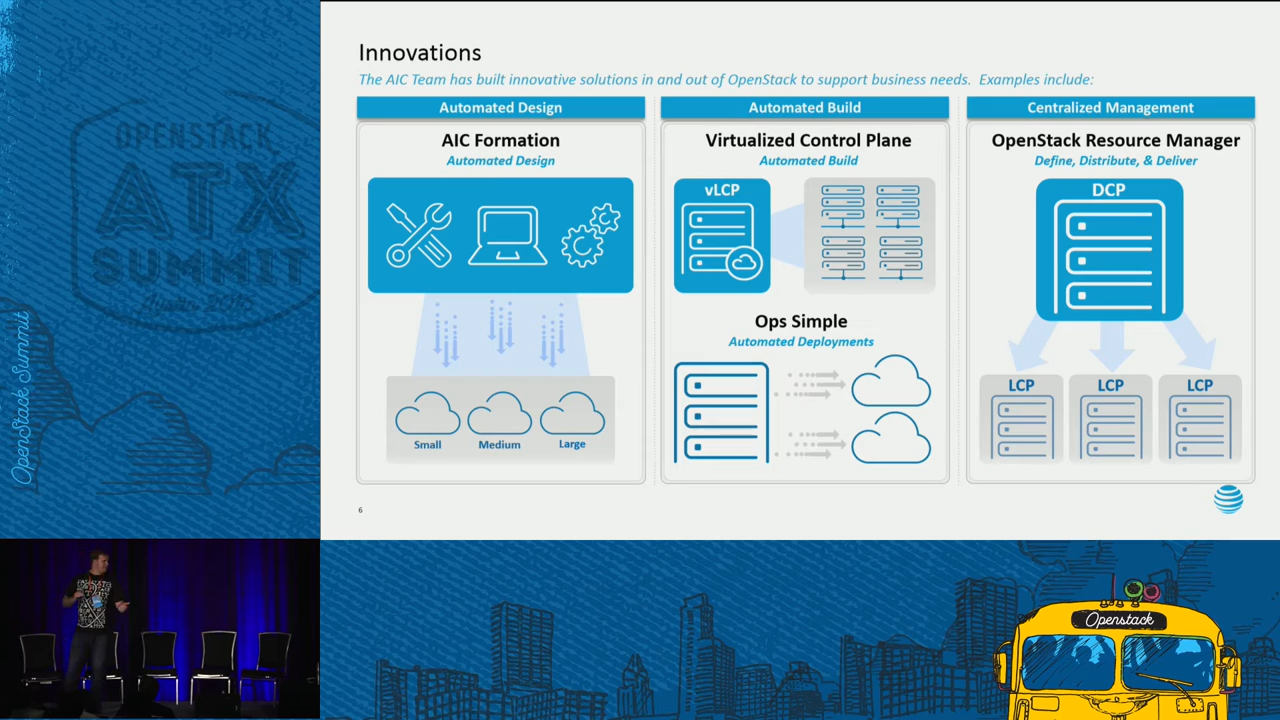 Innovations
The AIC Team has built innovative solutions in and out of OpenStack to support business needs. Examples include:
Automated Design
AIC Formation
Automated Design
Small
Medium
Large
Automated Build
Virtualized Control Plane
Automated Build
vLCP
Ops Simple
Automated Deployments
Centralized Management
OpenStack Resource Manager
Define, Distribute, & Deliver
DCP
LCP
LCP
LCP
6
OPENSTACK
ATX
OpenStack Summit
Openstack